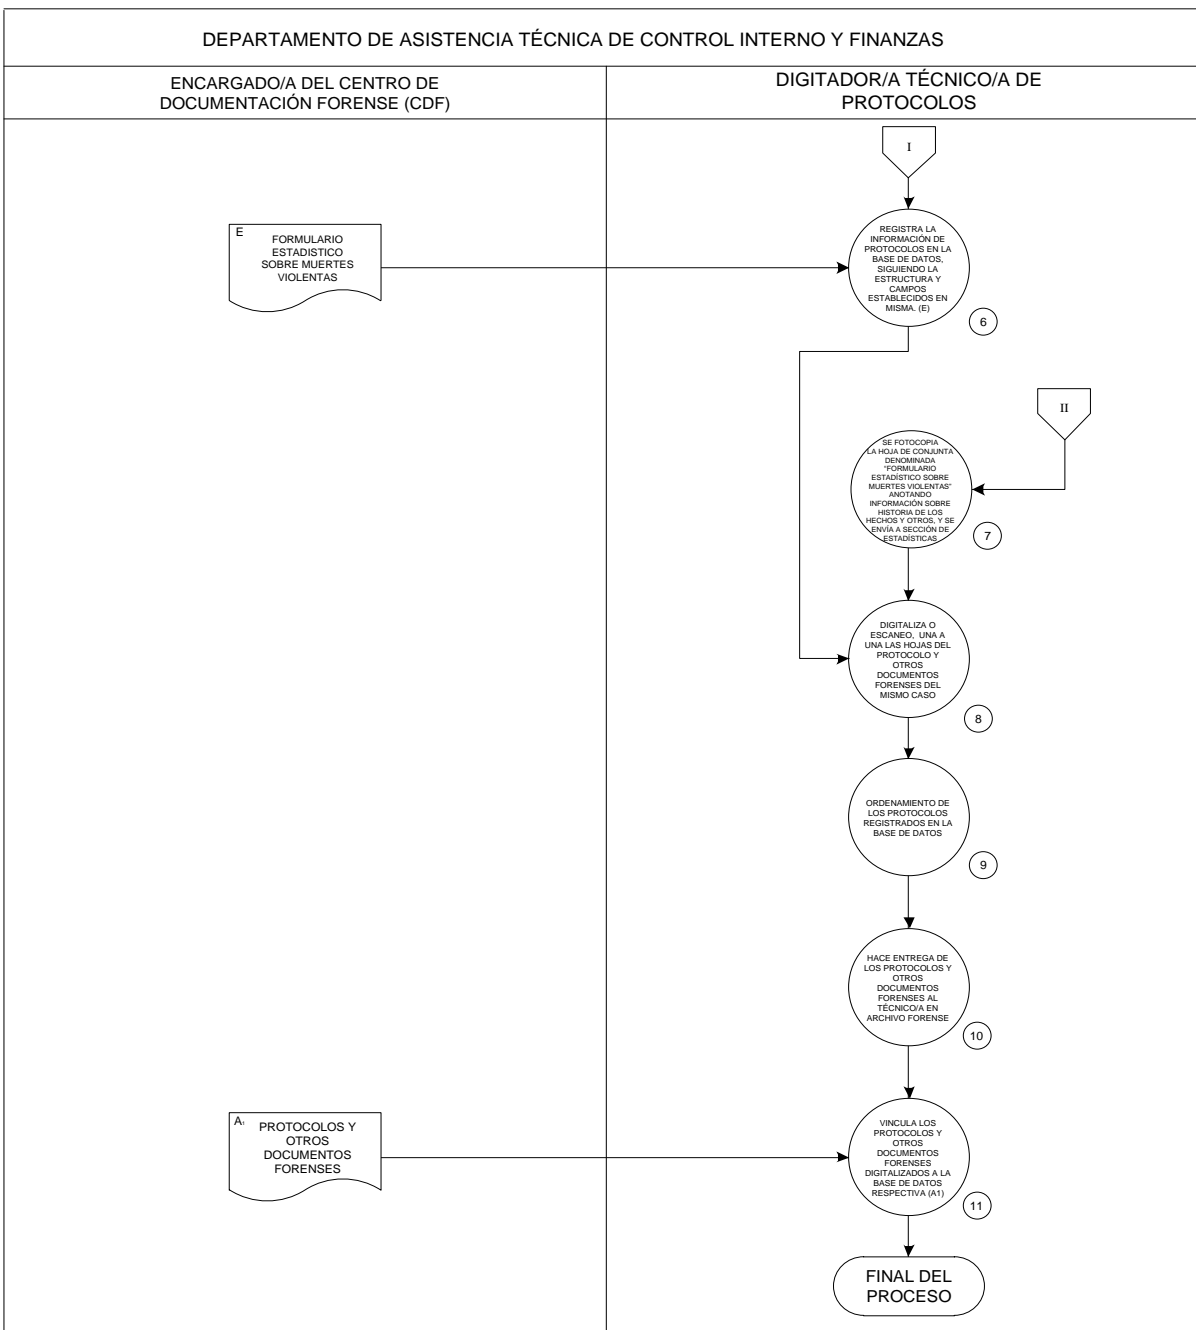 DEPARTAMENTO DE ASISTENCIA TÉCNICA DE CONTROL INTERNO Y FINANZAS
ENCARGADO/A DEL CENTRO DE
DOCUMENTACIÓN FORENSE (CDF)
DIGITADOR/A TÉCNICO/A DE
PROTOCOLOS
I
E
FORMULARIO
ESTADISTICO
SOBRE MUERTES
VIOLENTAS
REGISTRA LA
INFORMACIÓN DE
PROTOCOLOS EN LA
BASE DE DATOS,
SIGUIENDO LA
ESTRUCTURA Y
CAMPOS
ESTABLECIDOS EN
MISMA. (E)
6
II
SE FOTOCOPIA
LA HOJA DE CONJUNTA
DENOMINADA
"FORMULARIO
ESTADÍSTICO SOBRE
MUERTES VIOLENTAS"
ANOTANDO
INFORMACIÓN SOBRE
HISTORIA DE LOS
HECHOS Y OTROS, Y SE
ENVÍA A SECCIÓN DE
ESTADÍSTICAS
7
DIGITALIZA O
ESCANEO, UNA A
UNA LAS HOJAS DEL
PROTOCOLO Y
OTROS
DOCUMENTOS
FORENSES DEL
MISMO CASO
8
ORDENAMIENTO DE
LOS PROTOCOLOS
REGISTRADOS EN LA
BASE DE DATOS
9
HACE ENTREGA DE
LOS PROTOCOLOS Y
OTROS
DOCUMENTOS
FORENSES AL
TÉCNICO/A EN
ARCHIVO FORENSE
10
A1
PROTOCOLOS Y
OTROS
DOCUMENTOS
FORENSES
VINCULA LOS
PROTOCOLOS Y
OTROS
DOCUMENTOS
FORENSES
DIGITALIZADOS A LA
BASE DE DATOS
RESPECTIVA (A1)
11
FINAL DEL
PROCESO